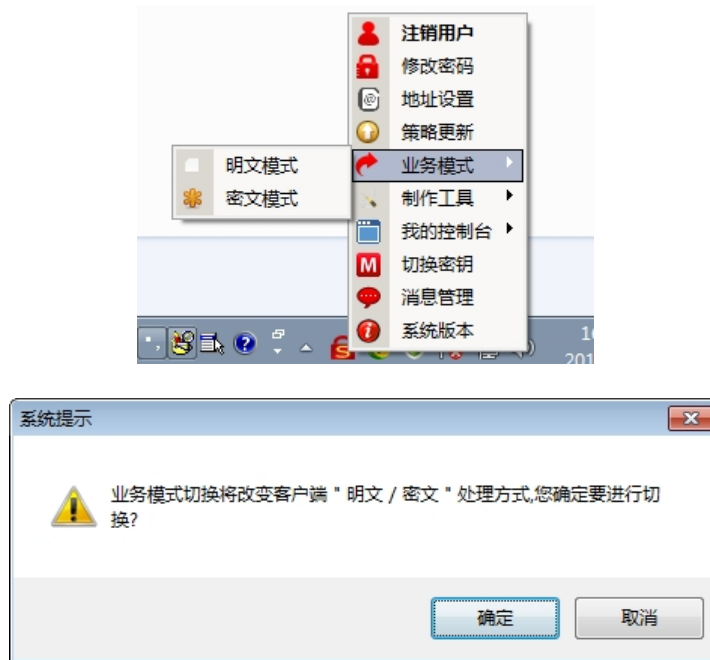 注销用户
修改密码
地址设置
策略更新
明文模式
业务模式
密文模式
制作工具
我的控制台
切换密钥
消息管理
系统版本
201
系统提示
业务模式切换将改变客户端 " 明文 / 密文 " 处理方式,您确定要进行切
换?
确定
取消